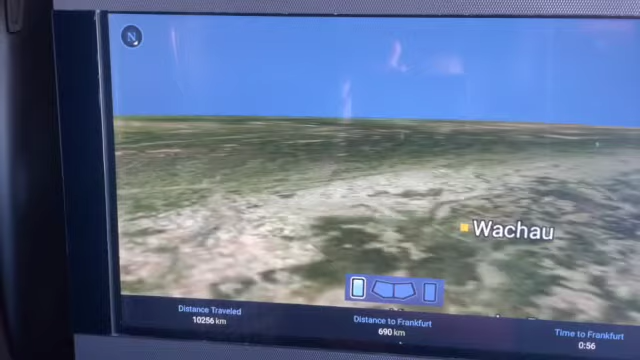 N
Wachau
Distance Traveled
10256 km
Distance to Frankfurt
690 km
Time to Frankfurt
0:56